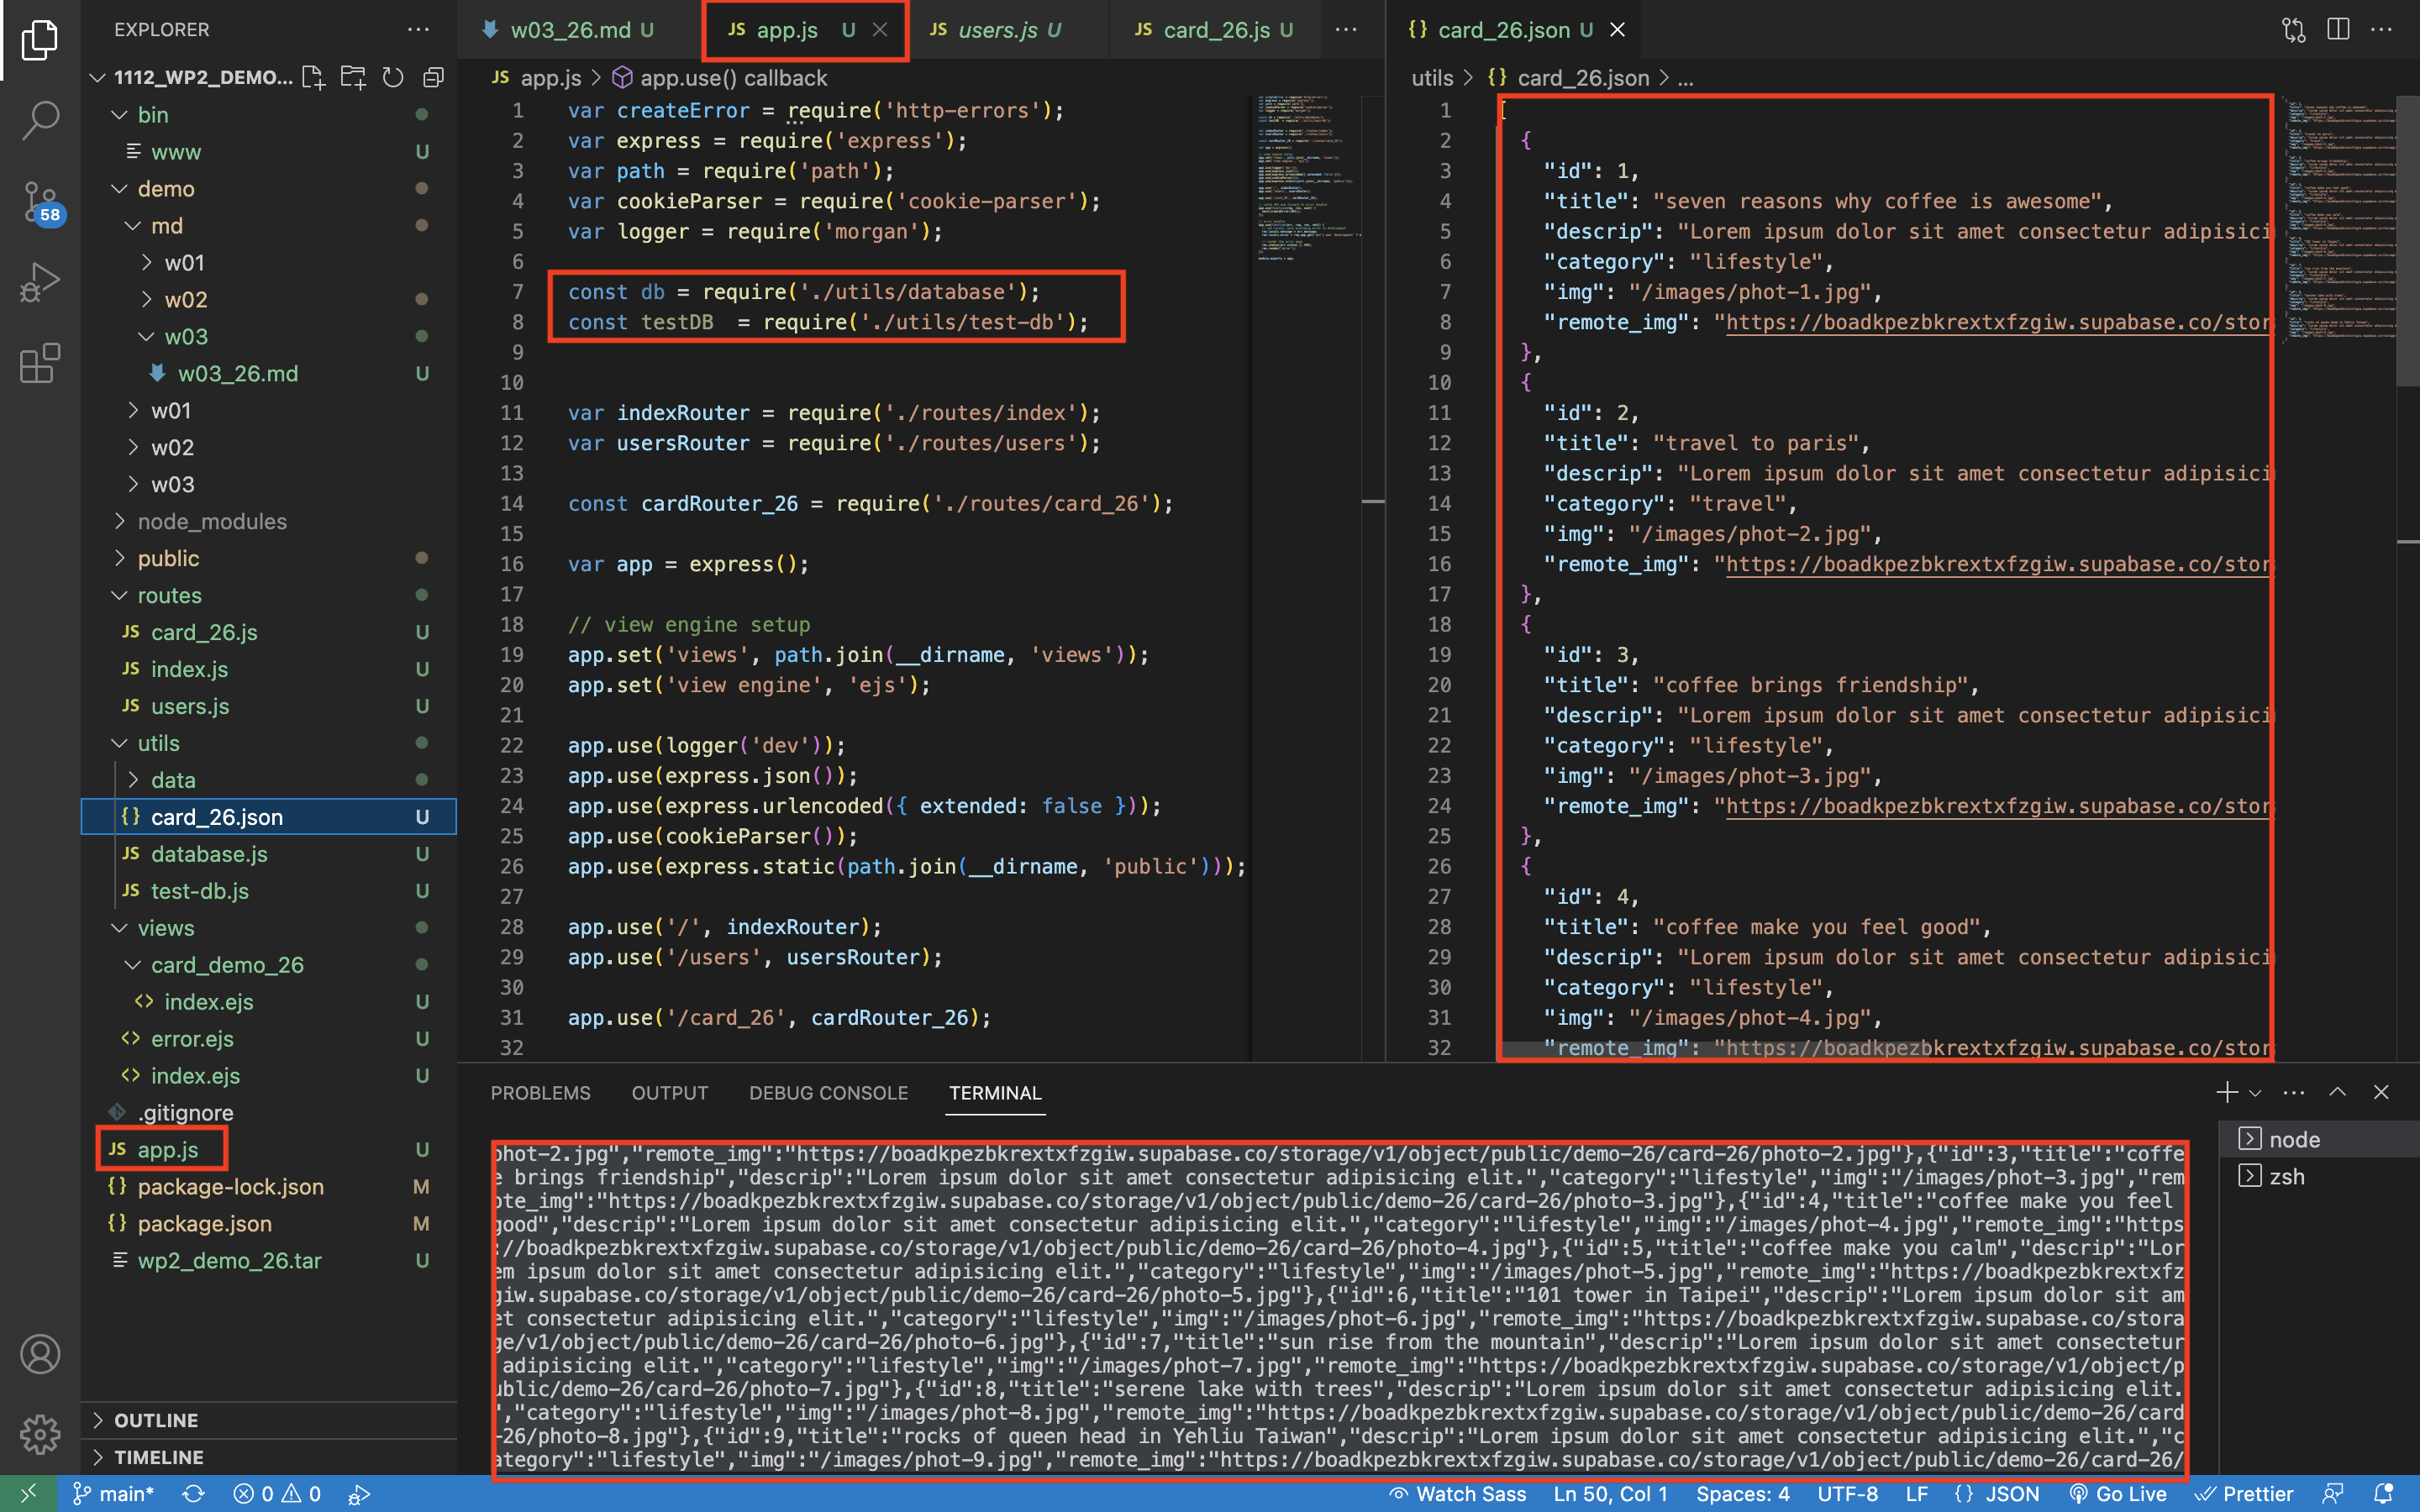 EXPLORER
1112_WP2_DEMO...
bin
www U
demo
md
w01
w02
w03
w03_26.md U
w01
w02
w03
node_modules
public
routes
card_26.js U
index.js U
users.js U
utils
data
card_26.json U
database.js U
test-db.js U
views
card_demo_26
index.ejs U
error.ejs U
index.ejs U
.gitignore
app.js U
package-lock.json M
package.json M
wp2_demo_26.tar U
OUTLINE
TIMELINE
58
w03_26.md U
JS app.js U
JS users.js U
JS card_26.js U
JS app.js > app.use() callback
1 var createError = require('http-errors');
2 var express = require('express');
3 var path = require('path');
4 var cookieParser = require('cookie-parser');
5 var logger = require('morgan');
6
7 const db = require('./utils/database');
8 const testDB  = require('./utils/test-db');
9
10
11 var indexRouter = require('./routes/index');
12 var usersRouter = require('./routes/users');
13
14 const cardRouter_26 = require('./routes/card_26');
15
16 var app = express();
17
18 // view engine setup
19 app.set('views', path.join(__dirname, 'views'));
20 app.set('view engine', 'ejs');
21
22 app.use(logger('dev'));
23 app.use(express.json());
24 app.use(express.urlencoded({ extended: false }));
25 app.use(cookieParser());
26 app.use(express.static(path.join(__dirname, 'public')));
27
28 app.use('/', indexRouter);
29 app.use('/users', usersRouter);
30
31 app.use('/card_26', cardRouter_26);
32
{} card_26.json U
utils > {} card_26.json > ...
1 [
2 {
3 "id": 1,
4 "title": "seven reasons why coffee is awesome",
5 "descrip": "Lorem ipsum dolor sit amet consectetur adipisici
6 "category": "lifestyle",
7 "img": "/images/phot-1.jpg",
8 "remote_img": "https://boadkpezbkrextxfzgiw.supabase.co/stor
9 },
10 {
11 "id": 2,
12 "title": "travel to paris",
13 "descrip": "Lorem ipsum dolor sit amet consectetur adipisici
14 "category": "travel",
15 "img": "/images/phot-2.jpg",
16 "remote_img": "https://boadkpezbkrextxfzgiw.supabase.co/stor
17 },
18 {
19 "id": 3,
20 "title": "coffee brings friendship",
21 "descrip": "Lorem ipsum dolor sit amet consectetur adipisici
22 "category": "lifestyle",
23 "img": "/images/phot-3.jpg",
24 "remote_img": "https://boadkpezbkrextxfzgiw.supabase.co/stor
25 },
26 {
27 "id": 4,
28 "title": "coffee make you feel good",
29 "descrip": "Lorem ipsum dolor sit amet consectetur adipisici
30 "category": "lifestyle",
31 "img": "/images/phot-4.jpg",
32 "remote_img": "https://boadkpezbkrextxfzgiw.supabase.co/stor
PROBLEMS OUTPUT DEBUG CONSOLE TERMINAL
phot-2.jpg","remote_img":"https://boadkpezbkrextxfzgiw.supabase.co/storage/v1/object/public/demo-26/card-26/photo-2.jpg"},{"id":3,"title":"coffe
e brings friendship","descrip":"Lorem ipsum dolor sit amet consectetur adipisicing elit.","category":"lifestyle","img":"/images/phot-3.jpg","rem
ote_img":"https://boadkpezbkrextxfzgiw.supabase.co/storage/v1/object/public/demo-26/card-26/photo-3.jpg"},{"id":4,"title":"coffee make you feel
good","descrip":"Lorem ipsum dolor sit amet consectetur adipisicing elit.","category":"lifestyle","img":"/images/phot-4.jpg","remote_img":"https
://boadkpezbkrextxfzgiw.supabase.co/storage/v1/object/public/demo-26/card-26/photo-4.jpg"},{"id":5,"title":"coffee make you calm","descrip":"Lor
em ipsum dolor sit amet consectetur adipisicing elit.","category":"lifestyle","img":"/images/phot-5.jpg","remote_img":"https://boadkpezbkrextxfz
giw.supabase.co/storage/v1/object/public/demo-26/card-26/photo-5.jpg"},{"id":6,"title":"101 tower in Taipei","descrip":"Lorem ipsum dolor sit am
et consectetur adipisicing elit.","category":"lifestyle","img":"/images/phot-6.jpg","remote_img":"https://boadkpezbkrextxfzgiw.supabase.co/stora
ge/v1/object/public/demo-26/card-26/photo-6.jpg"},{"id":7,"title":"sun rise from the mountain","descrip":"Lorem ipsum dolor sit amet consectetur
adipisicing elit.","category":"lifestyle","img":"/images/phot-7.jpg","remote_img":"https://boadkpezbkrextxfzgiw.supabase.co/storage/v1/object/p
ublic/demo-26/card-26/photo-7.jpg"},{"id":8,"title":"serene lake with trees","descrip":"Lorem ipsum dolor sit amet consectetur adipisicing elit.
","category":"lifestyle","img":"/images/phot-8.jpg","remote_img":"https://boadkpezbkrextxfzgiw.supabase.co/storage/v1/object/public/demo-26/card
-26/photo-8.jpg"},{"id":9,"title":"rocks of queen head in Yehliu Taiwan","descrip":"Lorem ipsum dolor sit amet consectetur adipisicing elit.","c
ategory":"lifestyle","img":"/images/phot-9.jpg","remote_img":"https://boadkpezbkrextxfzgiw.supabase.co/storage/v1/object/public/demo-26/card-26/
node
zsh
main* 0 0 Watch Sass Ln 50, Col 1 Spaces: 4 UTF-8 LF {} JSON Go Live Prettier